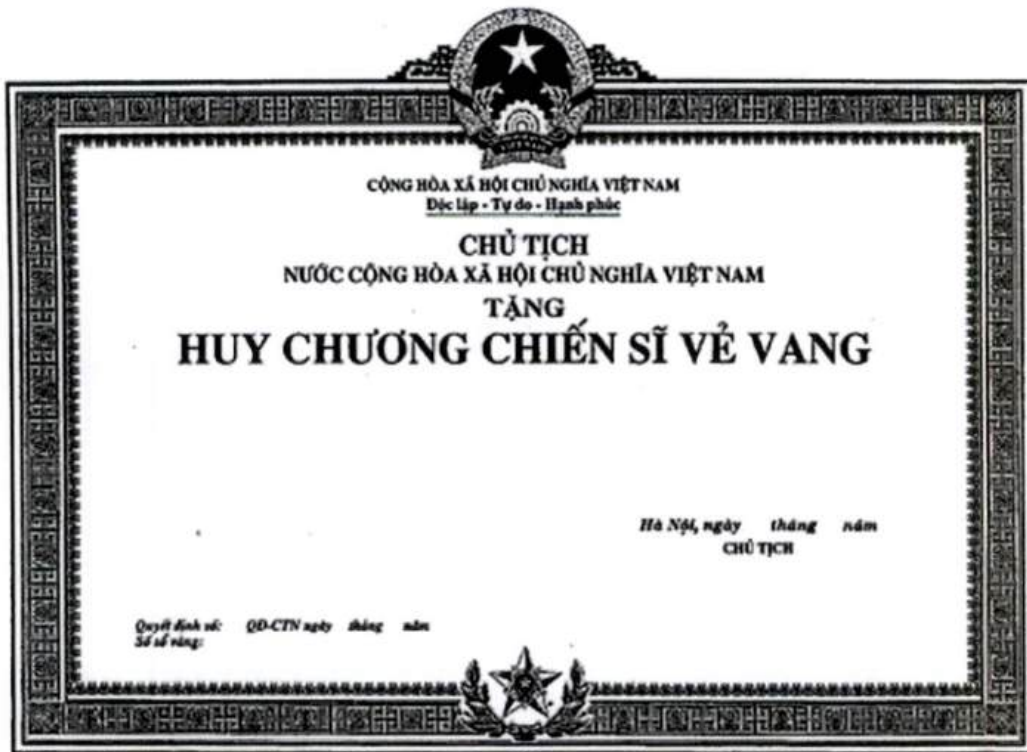 CỘNG HÒA XÃ HỘI CHỦ NGHĨA VIỆT NAM
Độc lập - Tự do - Hạnh phúc
CHỦ TỊCH
NƯỚC CỘNG HÒA XÃ HỘI CHỦ NGHĨA VIỆT NAM
TẶNG
HUY CHƯƠNG CHIẾN SĨ VẺ VANG
Hà Nội, ngày tháng năm
CHỦ TỊCH
Quyết định số: QĐ-CTN ngày tháng năm
Số sổ vàng: